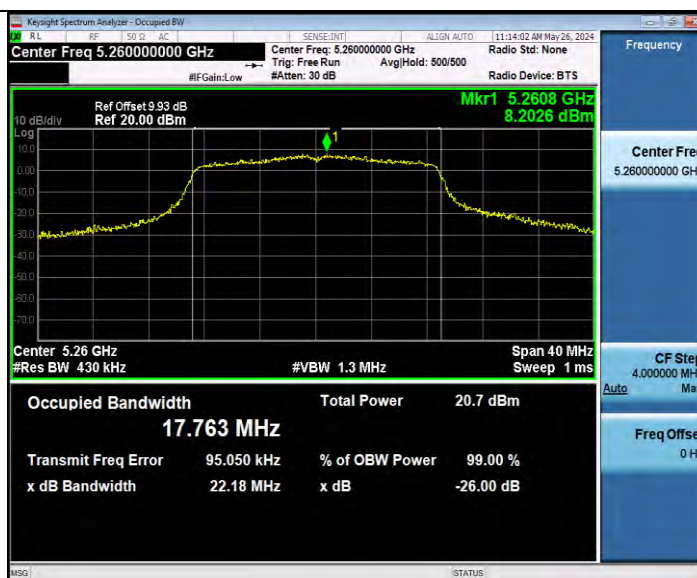 Keysight Spectrum Analyzer - Occupied BW
RL RF 50 Ω AC SENSE:INT ALIGN AUTO 11:14:02 AM May 26, 2024
Center Freq 5.260000000 GHz
Center Freq: 5.260000000 GHz Radio Std: None
Trig: Free Run Avg|Hold: 500/500
#IFGain:Low #Atten: 30 dB Radio Device: BTS
Frequency
Mkr1 5.2608 GHz
8.2026 dBm
Ref Offset 9.93 dB
10 dB/div Ref 20.00 dBm
Log
1
10.0
0.00
-10.0
-20.0
-30.0
-40.0
-50.0
-60.0
-70.0
Center Fre
5.260000000 GH
Center 5.26 GHz Span 40 MHz
#Res BW 430 kHz #VBW 1.3 MHz Sweep 1 ms
CF Step
4.000000 MH
Auto Ma
Occupied Bandwidth Total Power 20.7 dBm
17.763 MHz
Transmit Freq Error 95.050 kHz % of OBW Power 99.00 %
x dB Bandwidth 22.18 MHz x dB -26.00 dB
Freq Offse
0 H
MSG STATUS